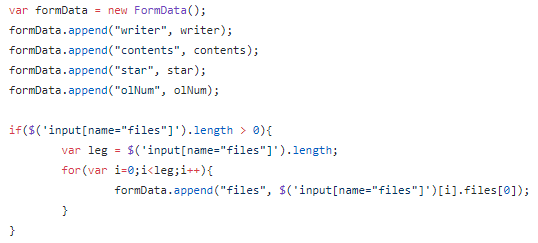 var formData = new FormData();
formData.append("writer", writer);
formData.append("contents", contents);
formData.append("star", star);
formData.append("olNum", olNum);

if($('input[name="files"]').length > 0){
        var leg = $('input[name="files"]').length;
        for(var i=0;i<leg;i++){
                formData.append("files", $('input[name="files"]')[i].files[0]);
        }
}